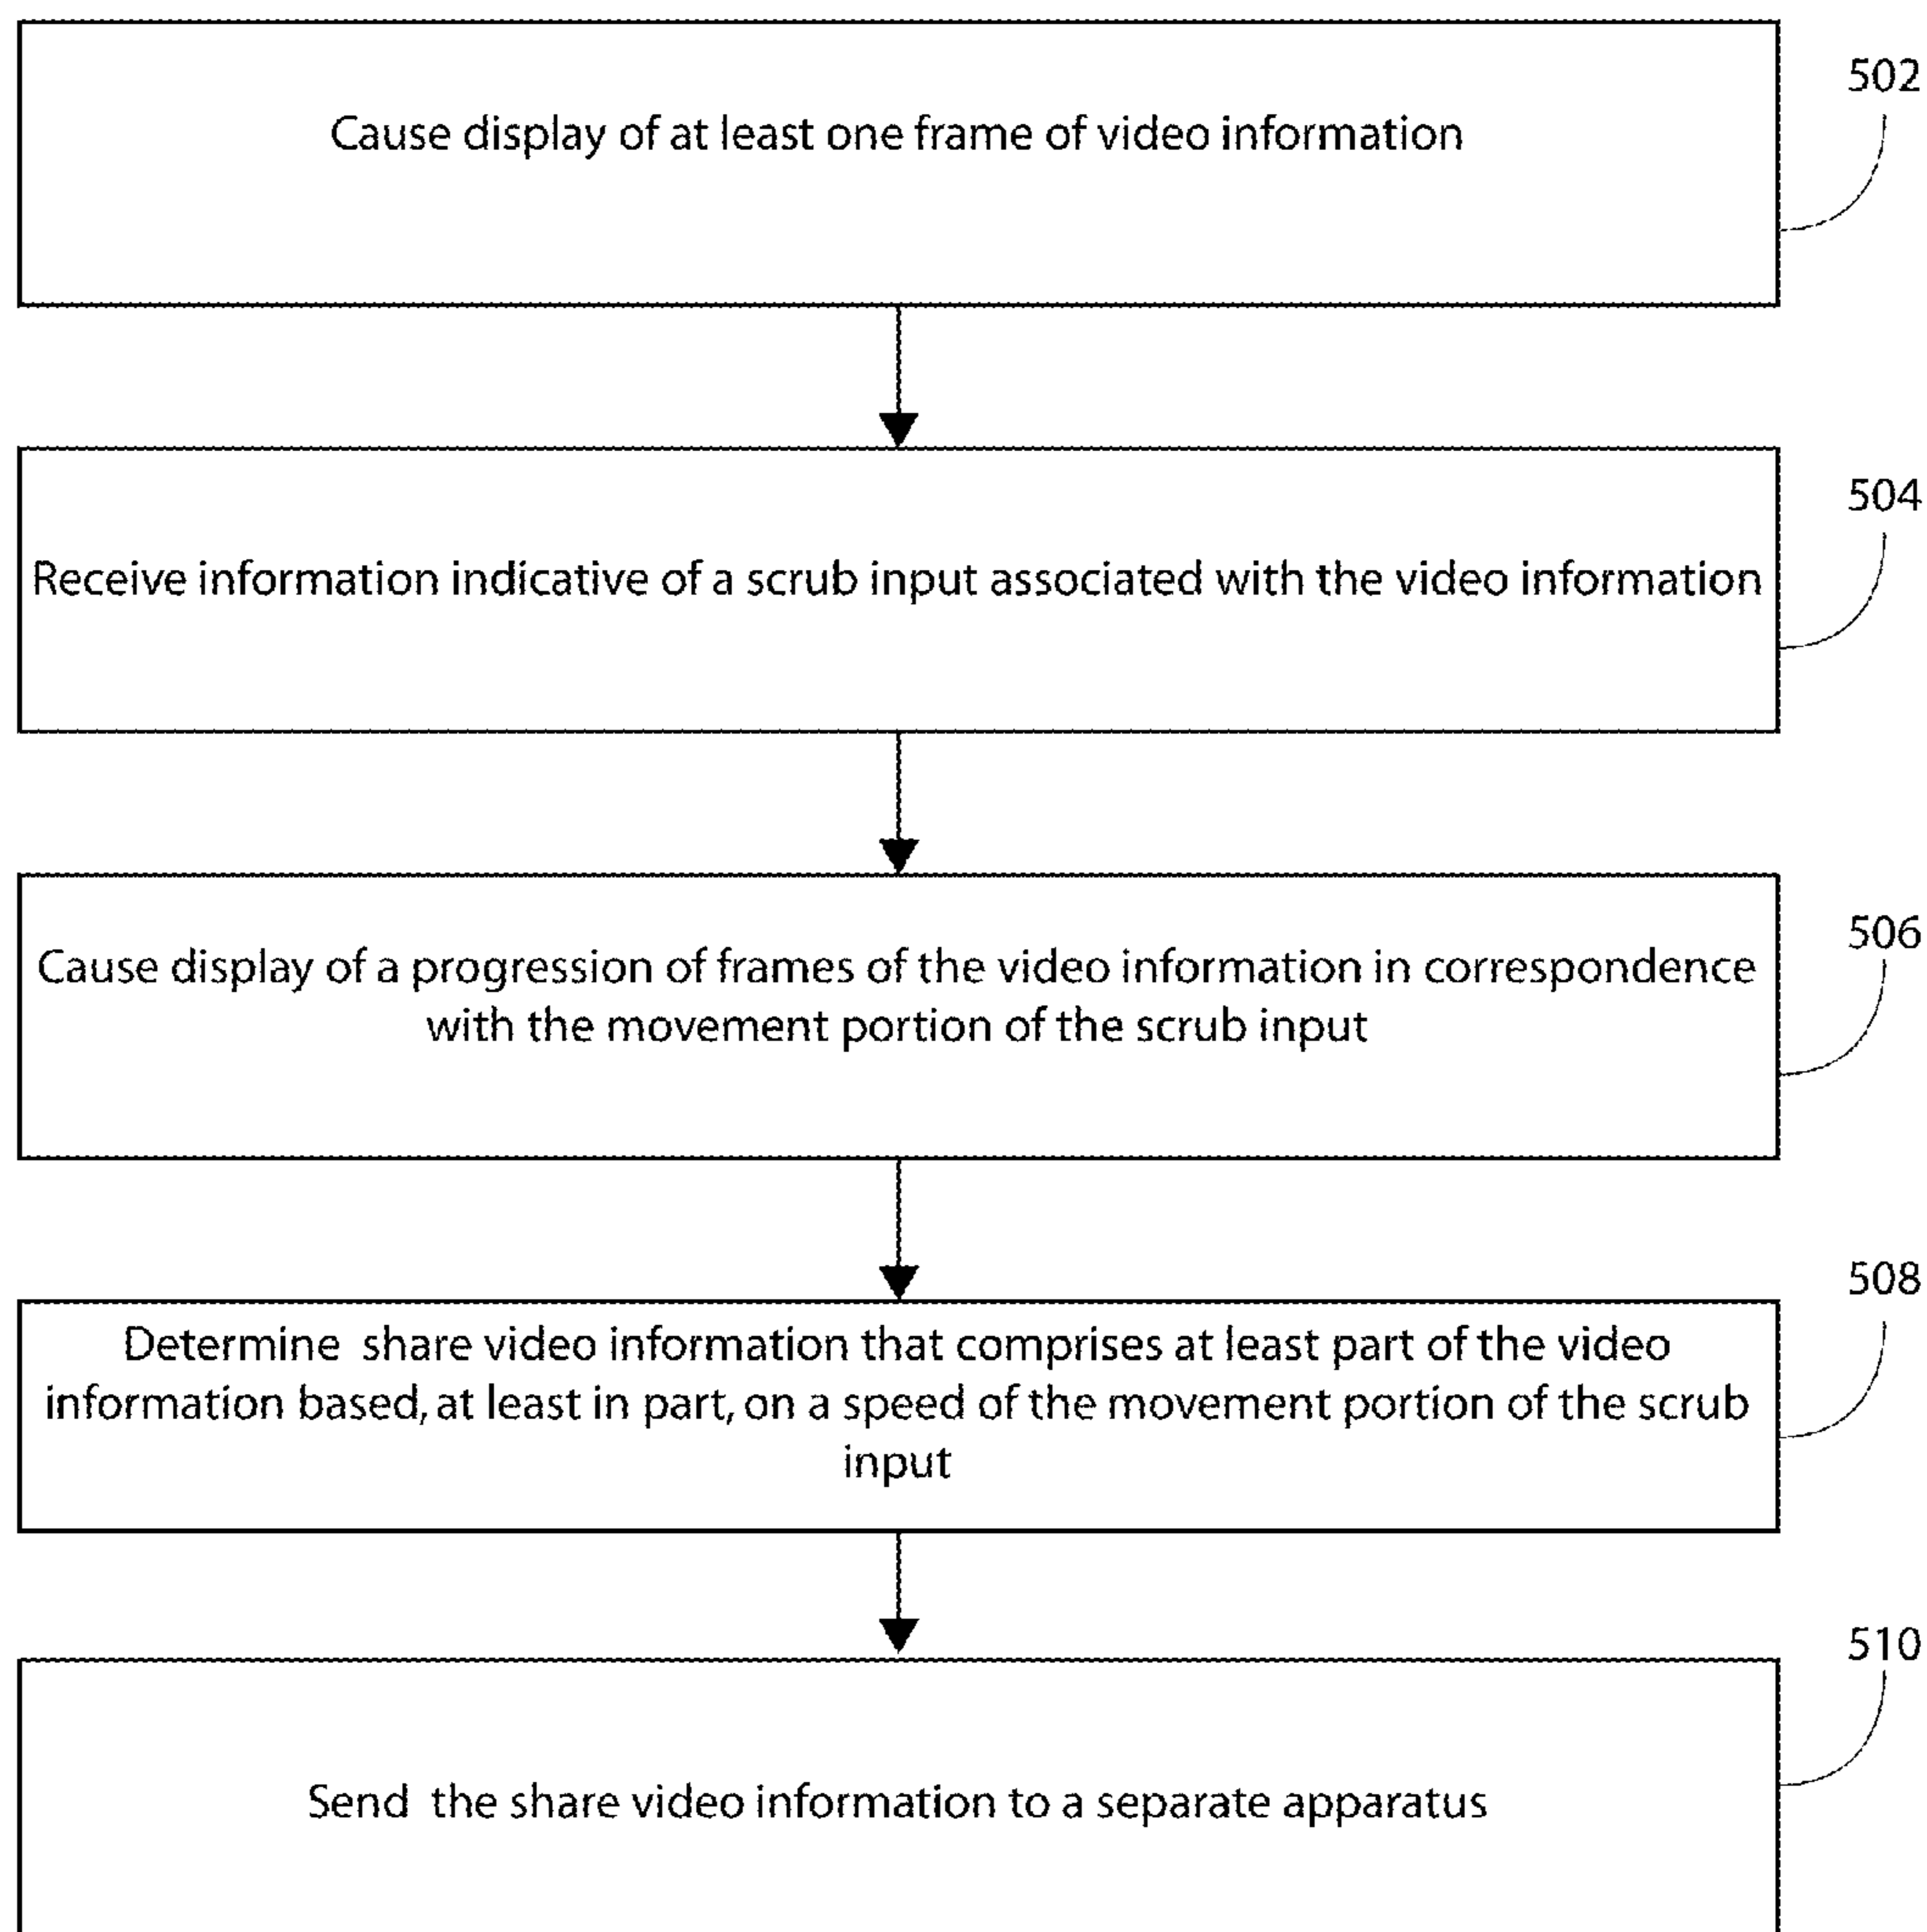 502
Cause display of at least one frame of video information
504
Receive information indicative of a scrub input associated with the video information
506
Cause display of a progression of frames of the video information in correspondence
with the movement portion of the scrub input
508
Determine share video information that comprises at least part of the video
information based, at least in part, on a speed of the movement portion of the scrub
input
510
Send the share video information to a separate apparatus